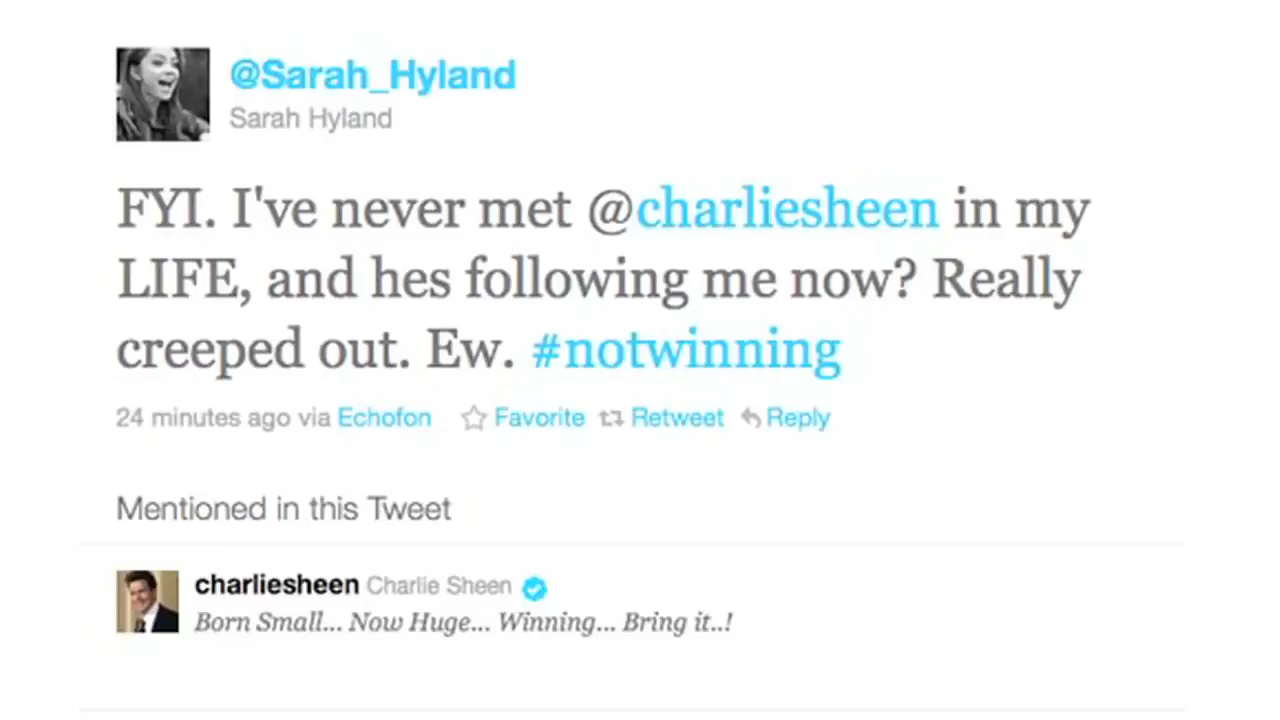 @Sarah_Hyland
Sarah Hyland
FYI. I've never met @charliesheen in my
LIFE, and hes following me now? Really
creeped out. Ew. #notwinning
24 minutes ago via Echofon Favorite Retweet Reply
Mentioned in this Tweet
charliesheen Charlie Sheen
Born Small... Now Huge... Winning... Bring it..!